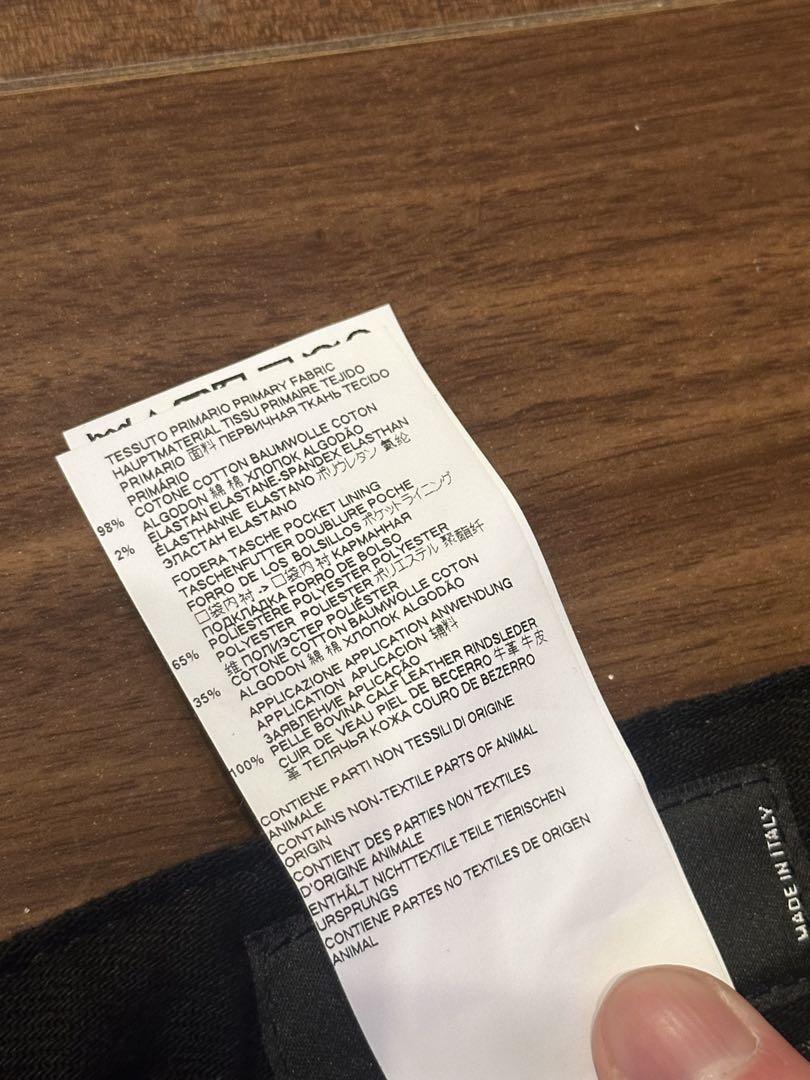 TESSUTO PRIMARIO PRIMARY FABRIC
HAUPTMATERIAL TISSU PRIMAIRE TEJIDO
PRIMARIO 面料 ПЕРВИЧНАЯ ТКАНЬ TECIDO
PRIMÁRIO
98% COTONE COTTON BAUMWOLLE COTON
ALGODON 綿 棉 ХЛОПОК ALGODÃO
2% ELASTAN ELASTANE-SPANDEX ELASTHAN
ÉLASTHANNE ELASTANO ポリウレタン 氨纶
ЭЛАСТАН ELASTANO
FODERA TASCHE POCKET LINING
TASCHENFUTTER DOUBLURE POCHE
FORRO DE LOS BOLSILLOS ポケットライニング
口袋内衬 -> 口袋内衬 КАРМАННАЯ
ПОДКЛАДКА FORRO DE BOLSO
65% POLIESTERE POLYESTER POLYESTER
POLYESTER POLIESTER ポリエステル 聚酯纤
维 ПОЛИЭСТЕР POLIÉSTER
35% COTONE COTTON BAUMWOLLE COTON
ALGODON 綿 棉 ХЛОПОК ALGODÃO
APPLICAZIONE APPLICATION ANWENDUNG
APPLICATION APLICACION 辅料
ЗАЯВЛЕНИЕ APLICAÇÃO
100% PELLE BOVINA CALF LEATHER RINDSLEDER
CUIR DE VEAU PIEL DE BECERRO 牛革 牛皮
革 ТЕЛЯЧЬЯ КОЖА COURO DE BEZERRO
CONTIENE PARTI NON TESSILI DI ORIGINE
ANIMALE
CONTAINS NON-TEXTILE PARTS OF ANIMAL
ORIGIN
CONTIENT DES PARTIES NON TEXTILES
D'ORIGINE ANIMALE
ENTHÄLT NICHTTEXTILE TEILE TIERISCHEN
URSPRUNGS
CONTIENE PARTES NO TEXTILES DE ORIGEN
ANIMAL
MADE IN ITALY